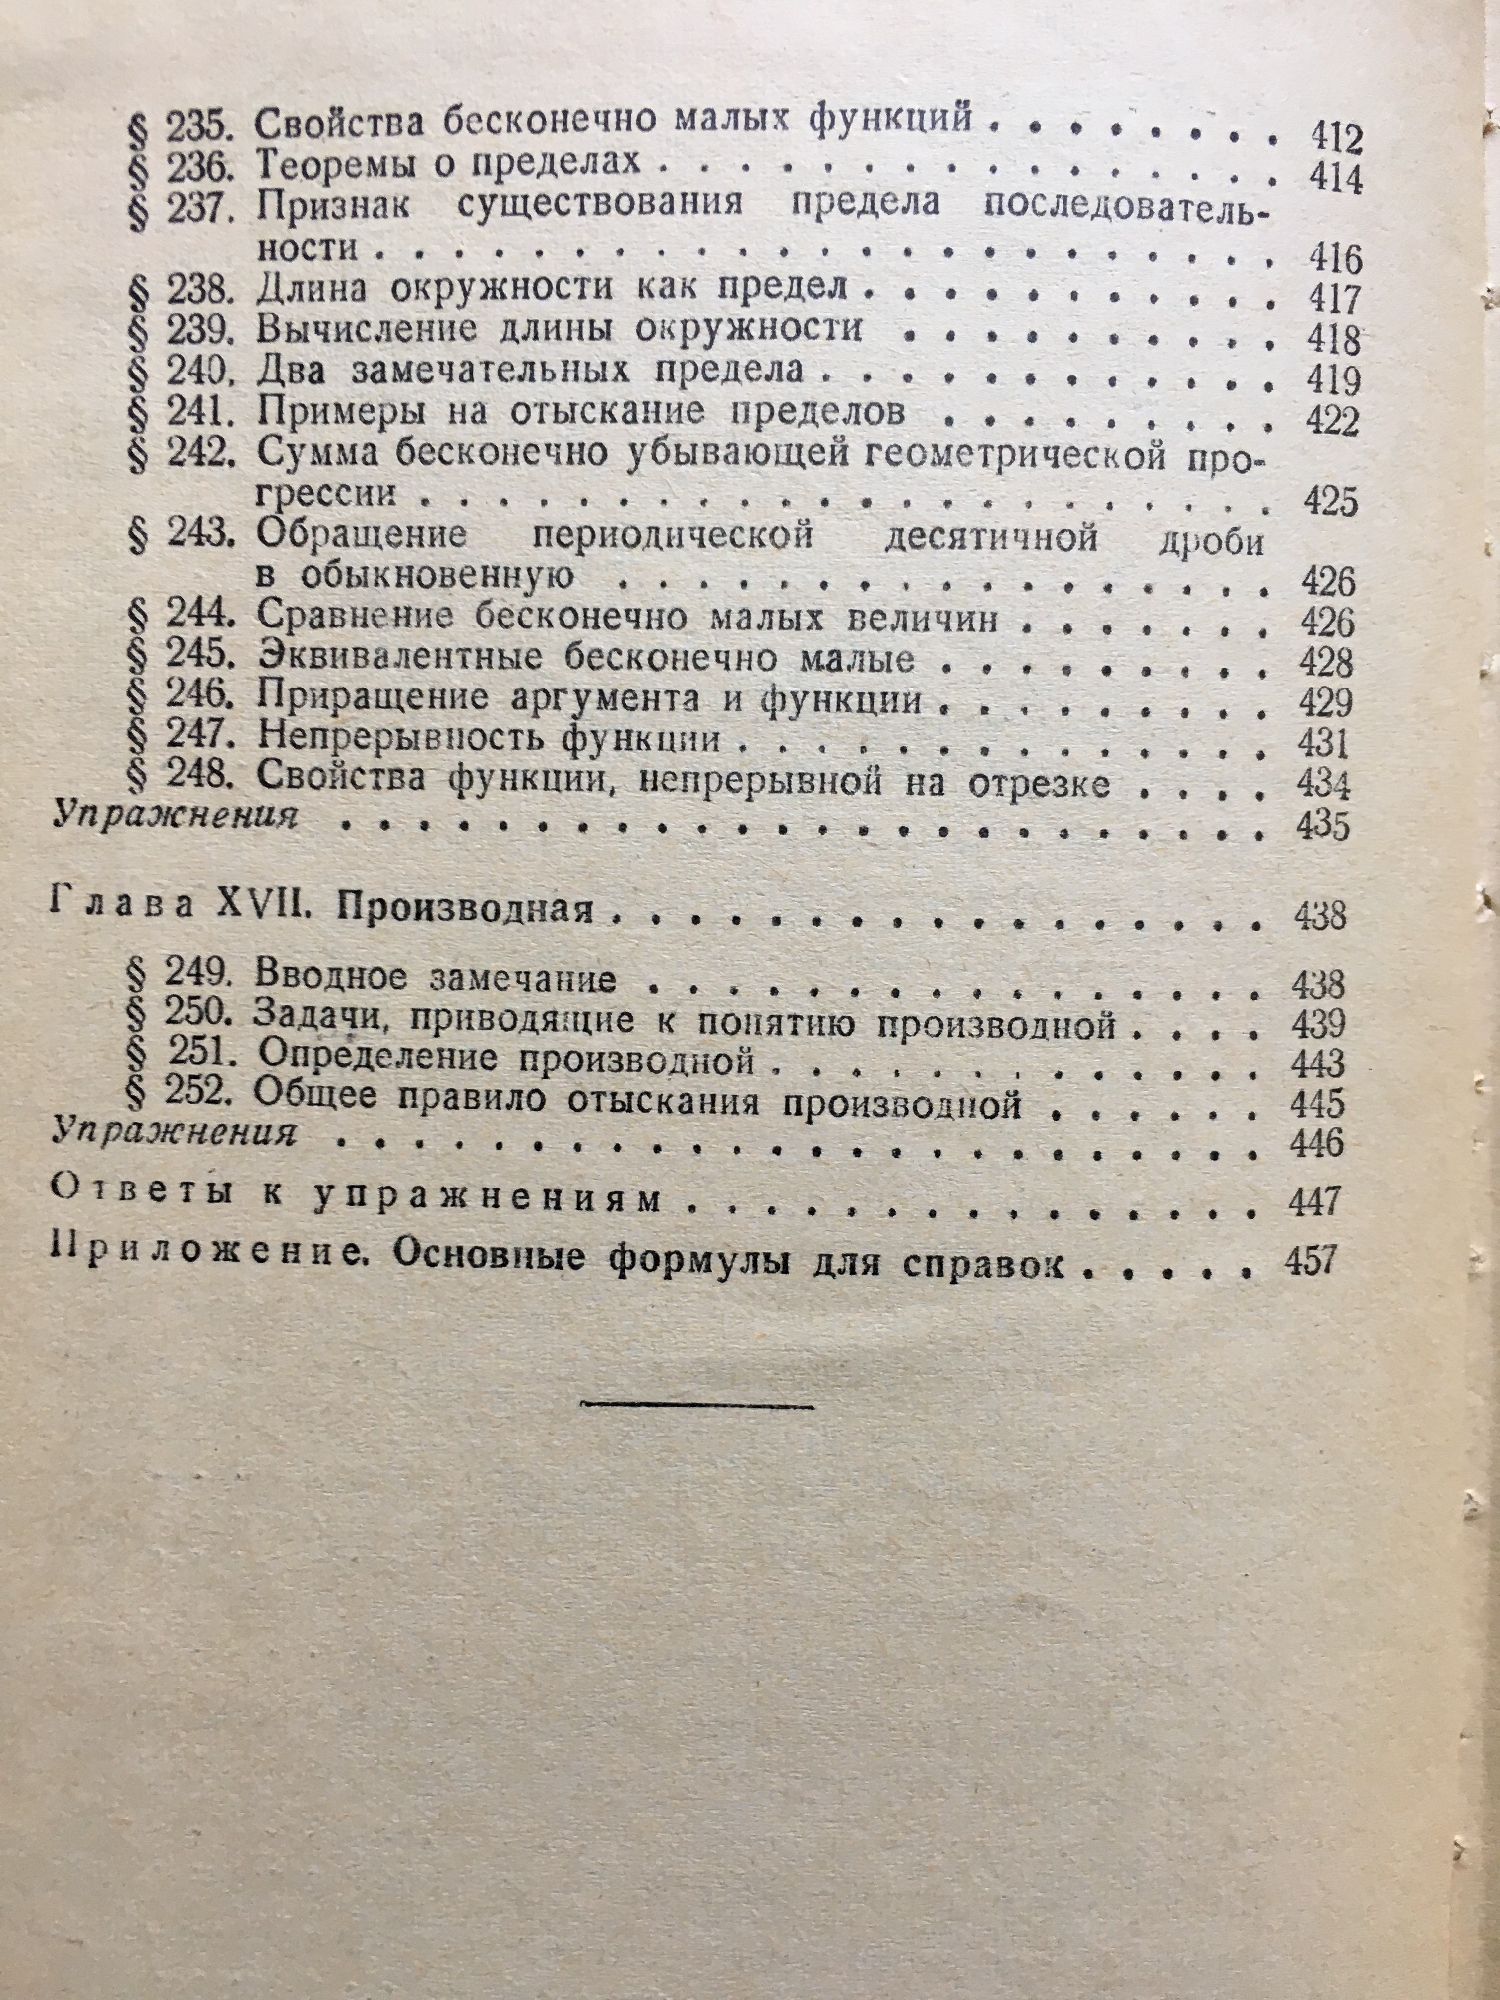 § 235. Свойства бесконечно малых функций . . . . . . . . 412
§ 236. Теоремы о пределах . . . . . . . . . . . . . . . . 414
§ 237. Признак существования предела последователь-
ности . . . . . . . . . . . . . . . . . . . . . . . 416
§ 238. Длина окружности как предел . . . . . . . . . . . 417
§ 239. Вычисление длины окружности . . . . . . . . . . 418
§ 240. Два замечательных предела . . . . . . . . . . . . 419
§ 241. Примеры на отыскание пределов . . . . . . . . . 422
§ 242. Сумма бесконечно убывающей геометрической про-
грессии . . . . . . . . . . . . . . . . . . . . . . 425
§ 243. Обращение периодической десятичной дроби
в обыкновенную . . . . . . . . . . . . . . . . . 426
§ 244. Сравнение бесконечно малых величин . . . . . . . 426
§ 245. Эквивалентные бесконечно малые . . . . . . . . . 428
§ 246. Приращение аргумента и функции . . . . . . . . . 429
§ 247. Непрерывность функции . . . . . . . . . . . . . . 431
§ 248. Свойства функции, непрерывной на отрезке . . . . 434
Упражнения . . . . . . . . . . . . . . . . . . . . . . . . 435
Глава XVII. Производная . . . . . . . . . . . . . . . . . 438
§ 249. Вводное замечание . . . . . . . . . . . . . . . . 438
§ 250. Задачи, приводящие к понятию производной . . . . 439
§ 251. Определение производной . . . . . . . . . . . . . 443
§ 252. Общее правило отыскания производной . . . . . . 445
Упражнения . . . . . . . . . . . . . . . . . . . . . . . . 446
Ответы к упражнениям . . . . . . . . . . . . . . . 447
Приложение. Основные формулы для справок . . . . . 457